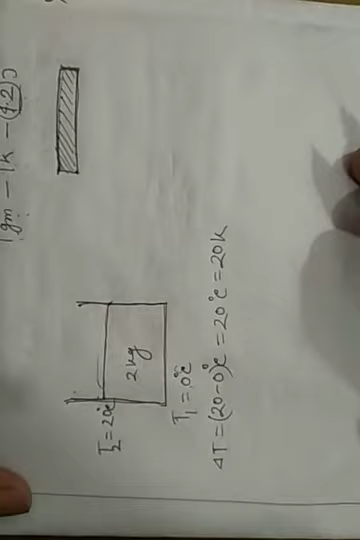 1 gm – 1K – (4.2) J
T₂ = 20°C
2 kg
T₁ = 0°C
ΔT = (20-0)°C = 20°C = 20K